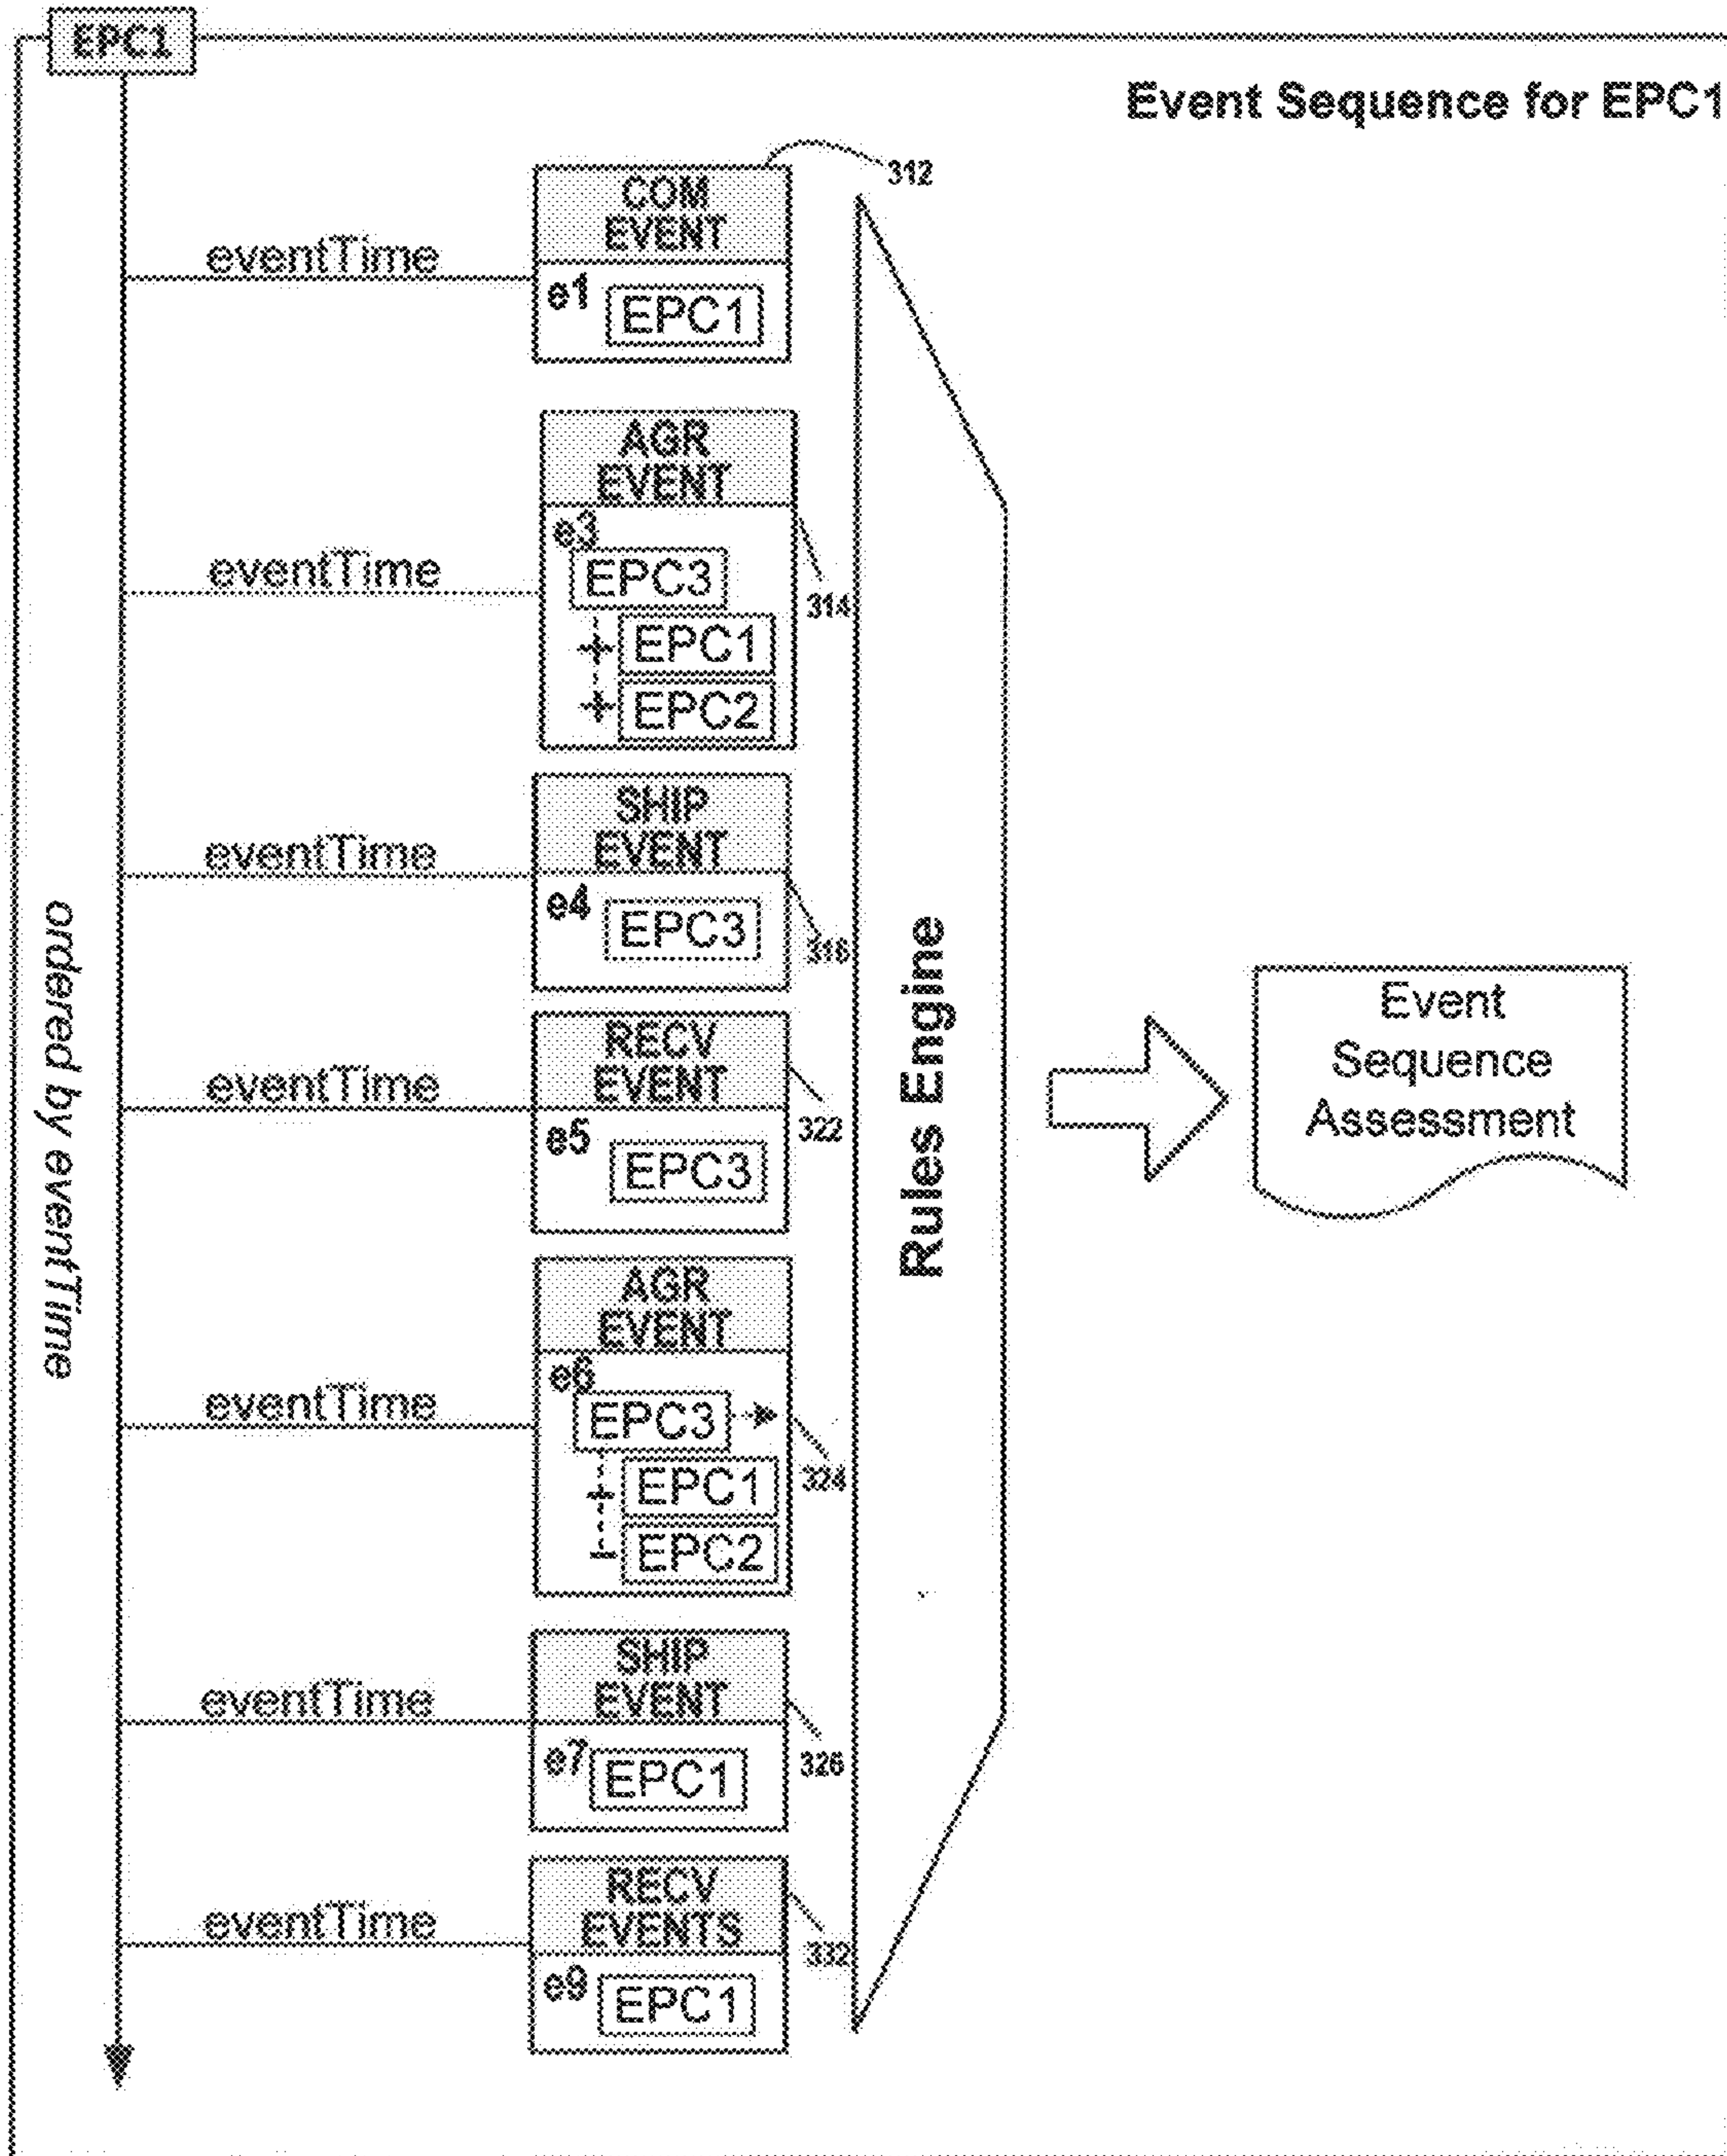 EPC1
Event Sequence for EPC1
312
COM
EVENT
eventTime
e1
EPC1
AGR
EVENT
e3
eventTime
EPC3
314
EPC1
EPC2
SHIP
EVENT
eventTime
e4
EPC3
316
ordered by eventTime
Rules Engine
Event
Sequence
Assessment
RECV
EVENT
eventTime
322
e5
EPC3
AGR
EVENT
e6
eventTime
EPC3
324
EPC1
EPC2
SHIP
EVENT
eventTime
326
e7
EPC1
RECV
EVENTS
eventTime
332
e9
EPC1